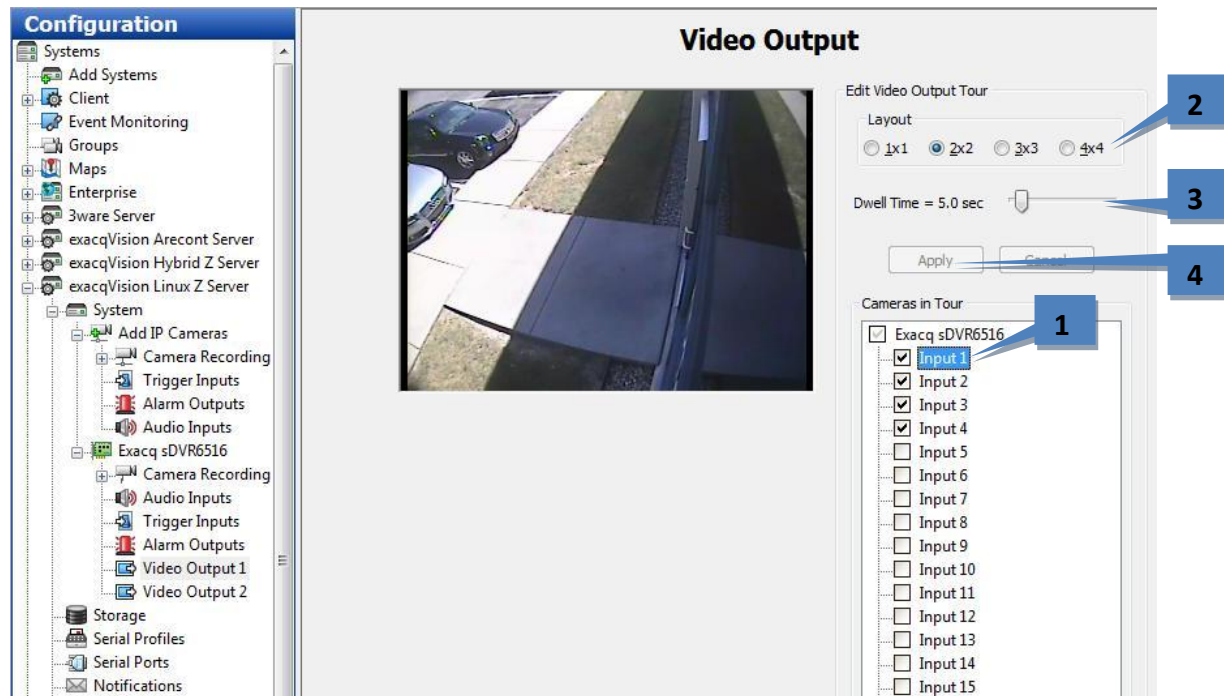 Configuration
Systems
Add Systems
Client
Event Monitoring
Groups
Maps
Enterprise
3ware Server
exacqVision Arecont Server
exacqVision Hybrid Z Server
exacqVision Linux Z Server
System
Add IP Cameras
Camera Recording
Trigger Inputs
Alarm Outputs
Audio Inputs
Exacq sDVR6516
Camera Recording
Audio Inputs
Trigger Inputs
Alarm Outputs
Video Output 1
Video Output 2
Storage
Serial Profiles
Serial Ports
Notifications
Video Output
Edit Video Output Tour
Layout
1x1 2x2 3x3 4x4
2
Dwell Time = 5.0 sec
3
Apply Cancel
4
Cameras in Tour
1
Exacq sDVR6516
Input 1
Input 2
Input 3
Input 4
Input 5
Input 6
Input 7
Input 8
Input 9
Input 10
Input 11
Input 12
Input 13
Input 14
Input 15